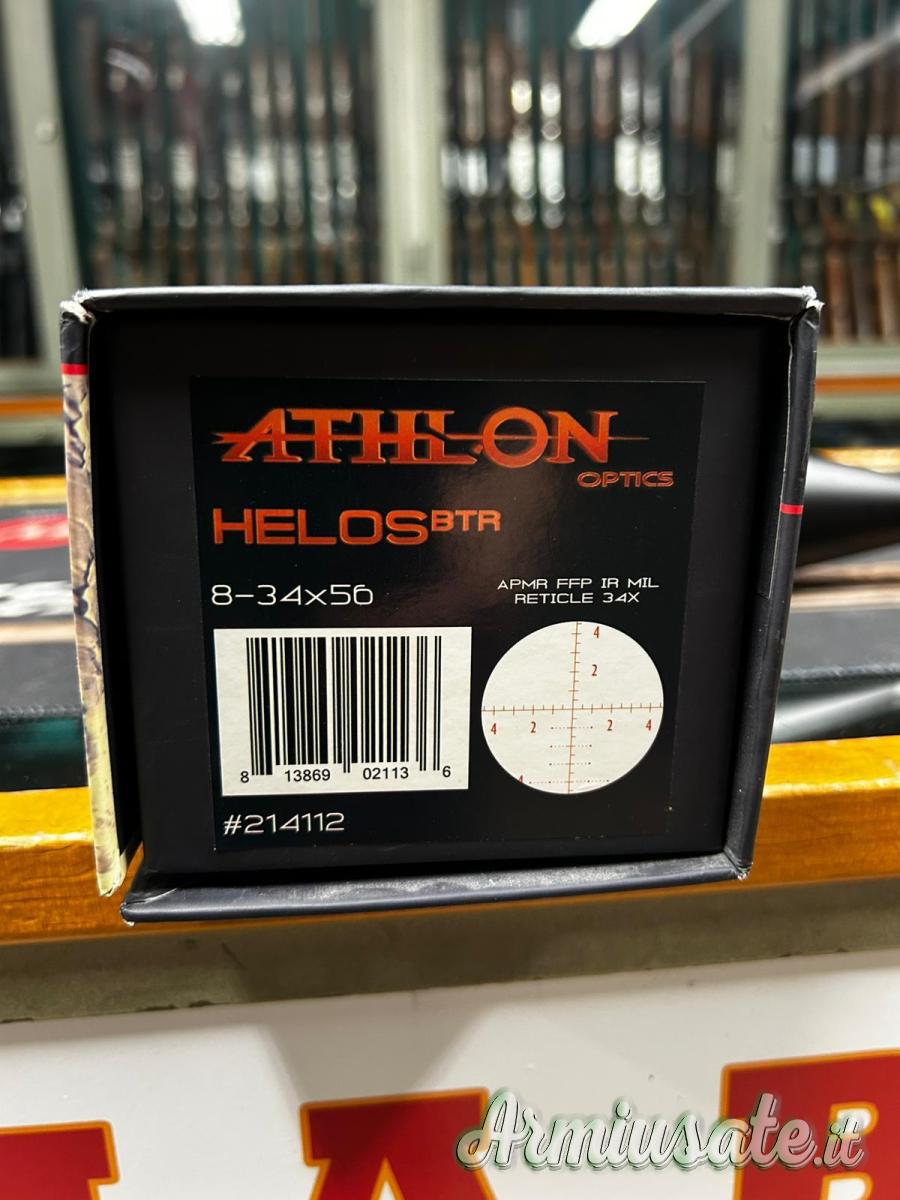 ATHLON
OPTICS
HELOS BTR
8-34x56
APMR FFP IR MIL
RETICLE 34X
4
2
4 2 2 4
4
8 13869 02113 6
#214112
Armiusate.it